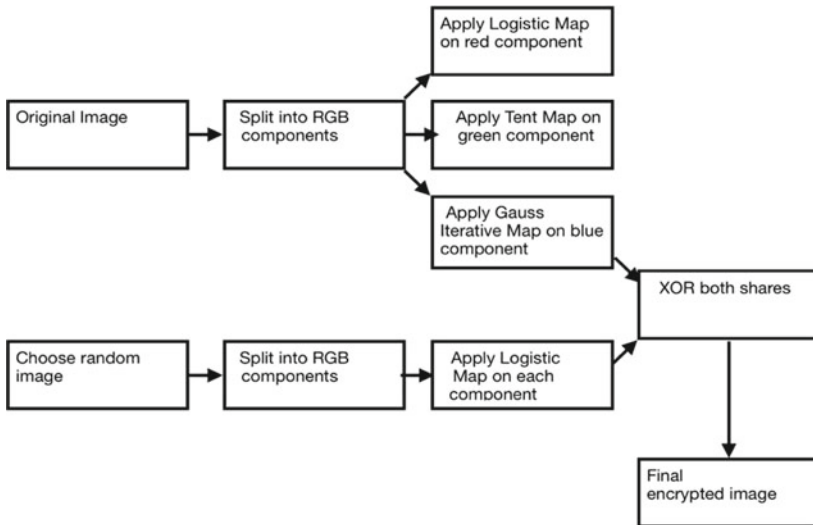 Apply Logistic Map
on red component
Original Image
Split into RGB
components
Apply Tent Map on
green component
Apply Gauss
Iterative Map on blue
component
XOR both shares
Choose random
image
Split into RGB
components
Apply Logistic
Map on each
component
Final
encrypted image